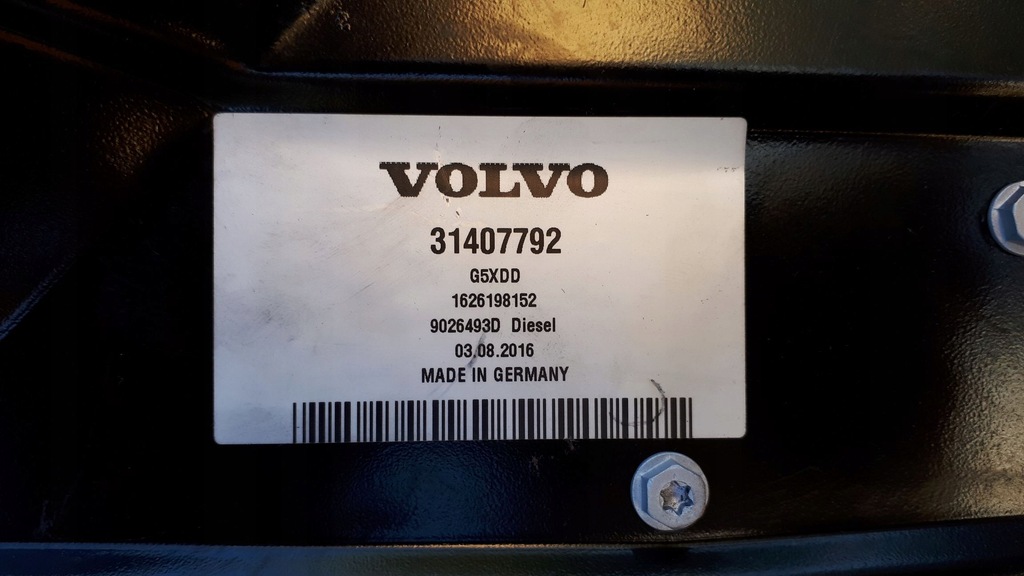 VOLVO
31407792
G5XDD
1626198152
9026493D Diesel
03.08.2016
MADE IN GERMANY